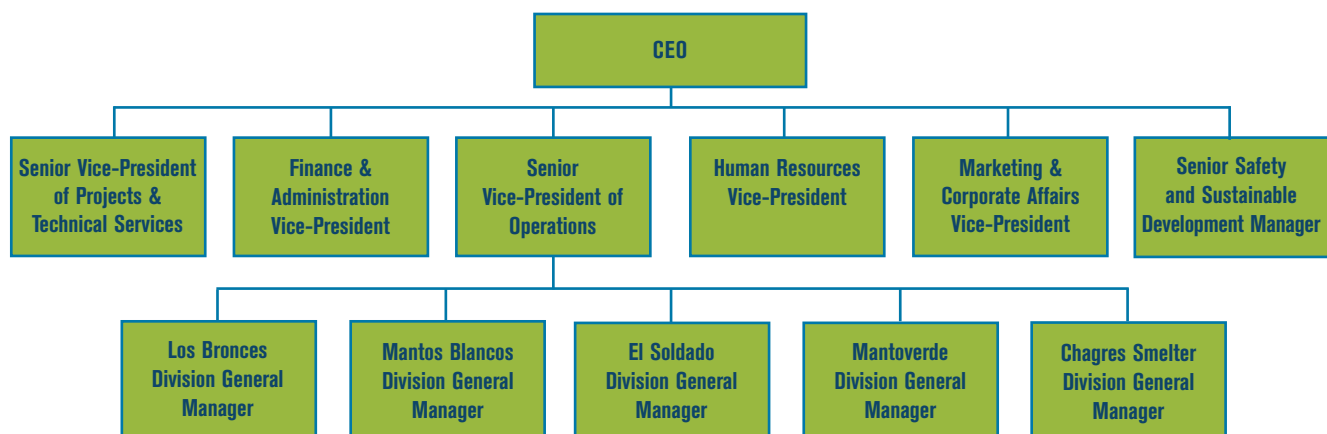 CEO
Senior Vice-President
of Projects &
Technical Services
Finance &
Administration
Vice-President
Senior
Vice-President of
Operations
Human Resources
Vice-President
Marketing &
Corporate Affairs
Vice-President
Senior Safety
and Sustainable
Development Manager
Los Bronces
Division General
Manager
Mantos Blancos
Division General
Manager
El Soldado
Division General
Manager
Mantoverde
Division General
Manager
Chagres Smelter
Division General
Manager